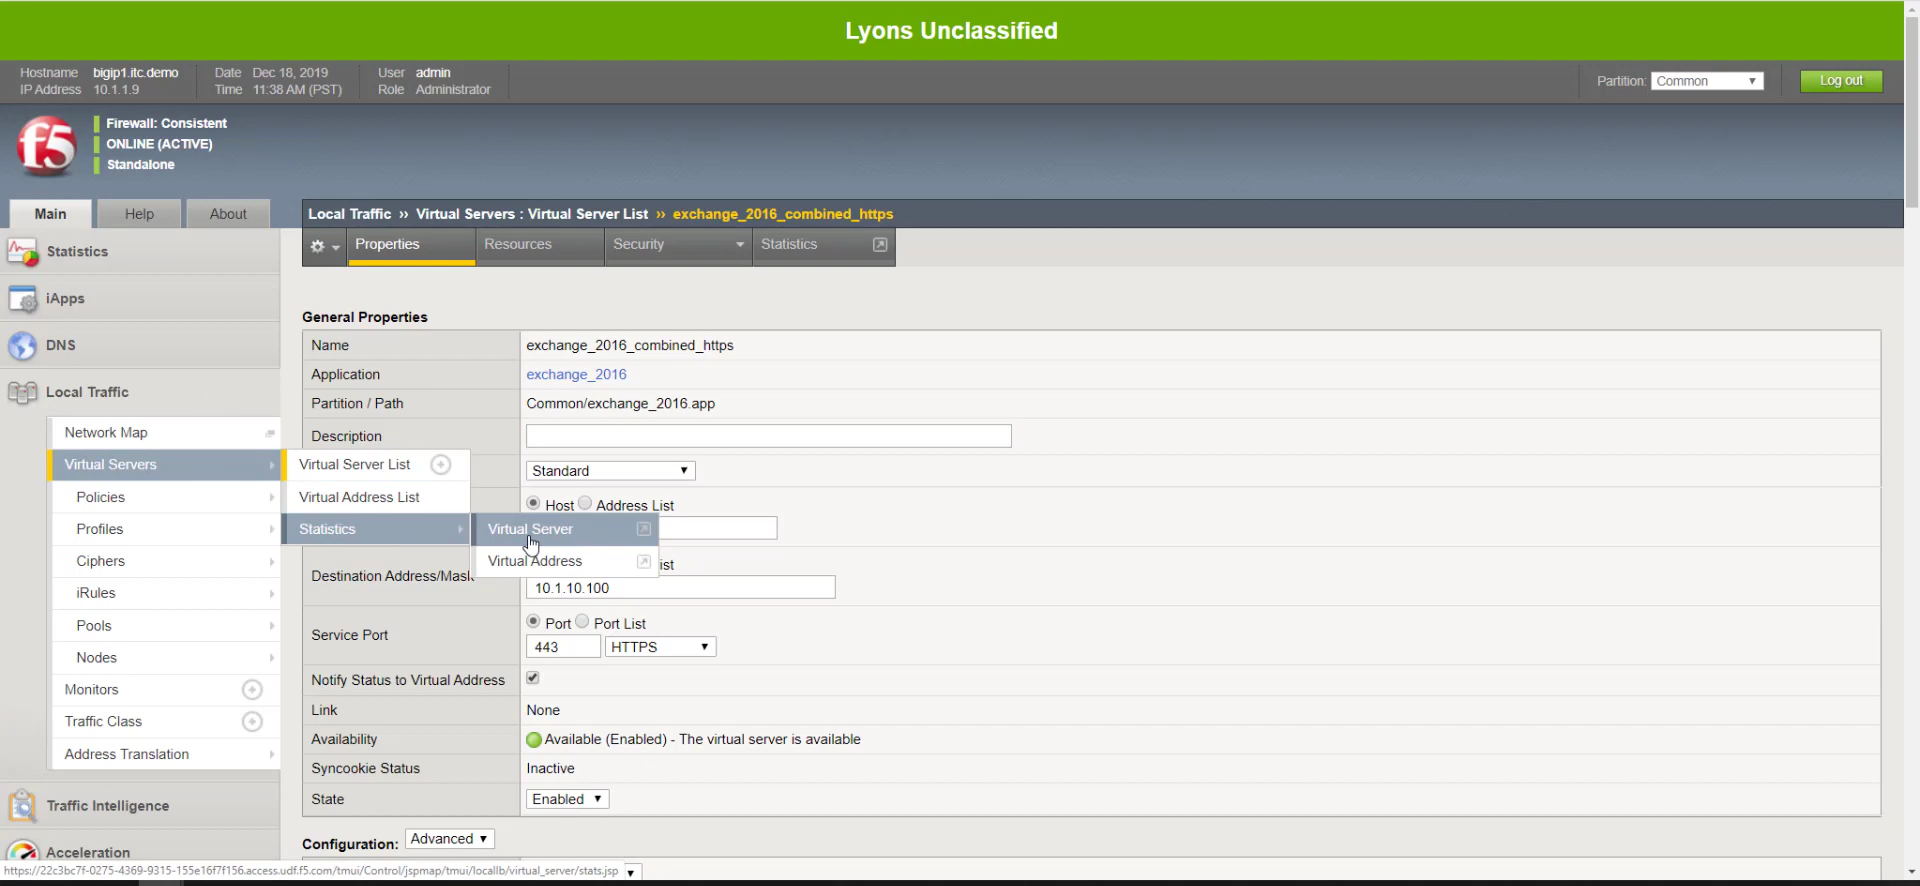 Lyons Unclassified
Hostname bigip1.itc.demo Date Dec 18, 2019 User admin
IP Address 10.1.1.9 Time 11:38 AM (PST) Role Administrator
Partition: Common Log out
f5
Firewall: Consistent
ONLINE (ACTIVE)
Standalone
Main Help About
Local Traffic ›› Virtual Servers : Virtual Server List ›› exchange_2016_combined_https
Properties Resources Security Statistics
Statistics
iApps
DNS
Local Traffic
Network Map
Virtual Servers
Policies
Profiles
Ciphers
iRules
Pools
Nodes
Monitors
Traffic Class
Address Translation
Traffic Intelligence
Acceleration
Virtual Server List
Virtual Address List
Statistics
Virtual Server
Virtual Address
General Properties
Name exchange_2016_combined_https
Application exchange_2016
Partition / Path Common/exchange_2016.app
Description
Standard
Host Address List
Destination Address/Mask
10.1.10.100
Service Port
Port Port List
443 HTTPS
Notify Status to Virtual Address
Link None
Availability Available (Enabled) - The virtual server is available
Syncookie Status Inactive
State Enabled
Configuration: Advanced
https://22c3bc7f-0275-4369-9315-155e16f7f156.access.udf.f5.com/tmui/Control/jspmap/tmui/locallb/virtual_server/stats.jsp